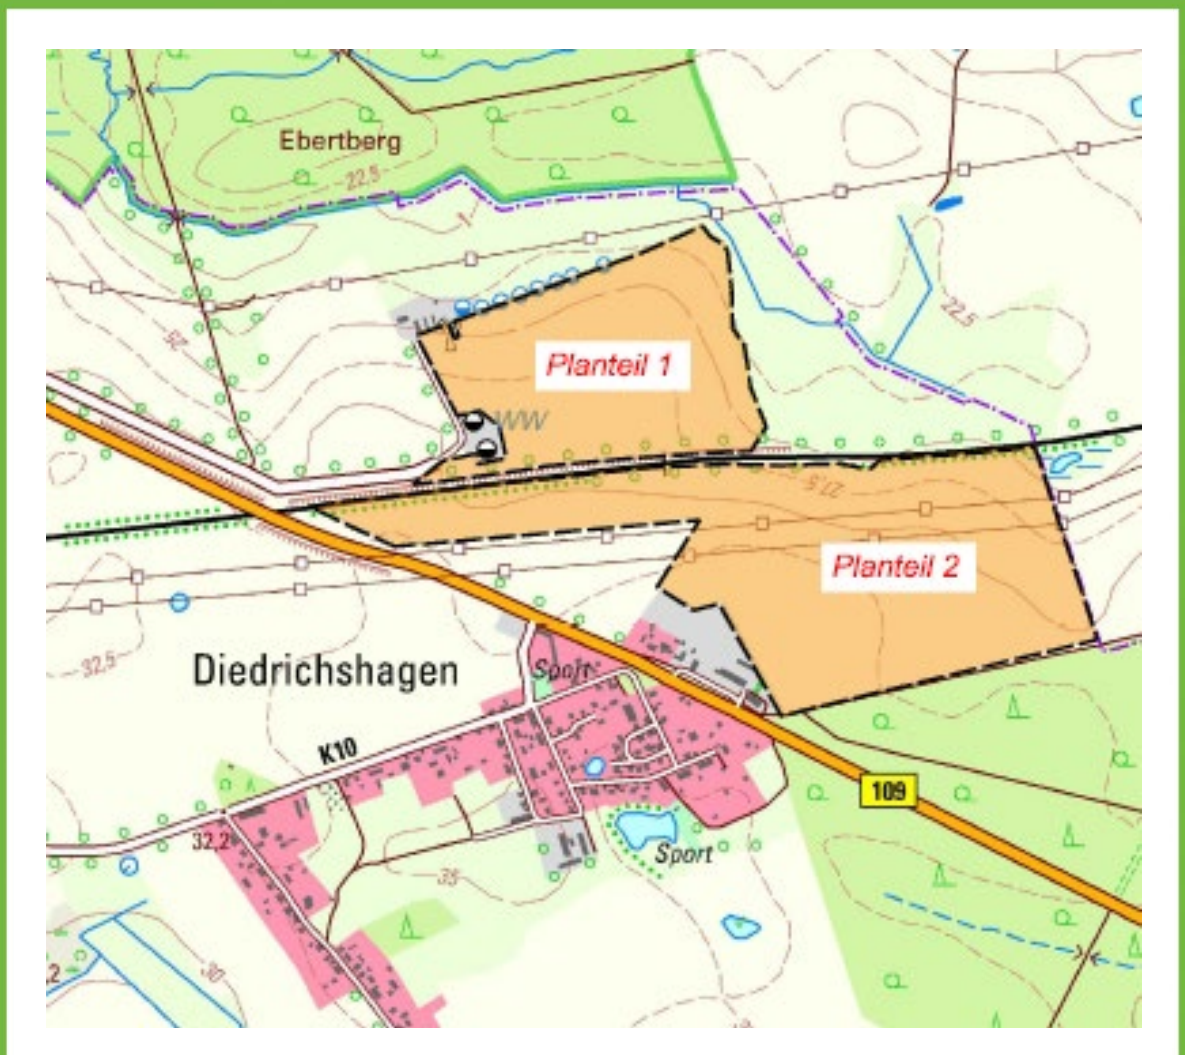 Ebertberg
22,5
25
22,5
Planteil 1
WW
27,5
Planteil 2
32,5
Diedrichshagen
Sport
K10
109
32,2
Sport
35
30